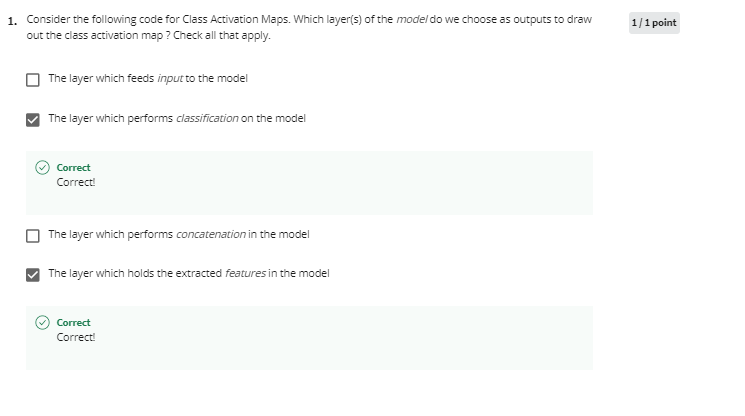 1. Consider the following code for Class Activation Maps. Which layer(s) of the model do we choose as outputs to draw
out the class activation map ? Check all that apply.
1 / 1 point
The layer which feeds input to the model
The layer which performs classification on the model
Correct
Correct!
The layer which performs concatenation in the model
The layer which holds the extracted features in the model
Correct
Correct!